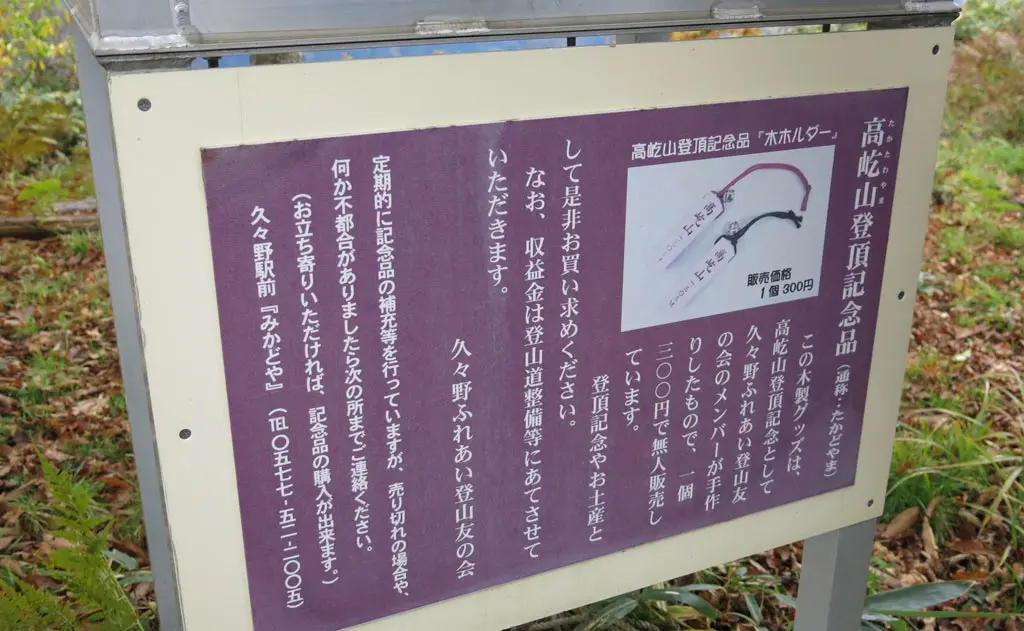 高屹山登頂記念品（通称：たかどやま）
たかたわやま
高屹山登頂記念品「木ホルダー」
高屹山
高屹山
販売価格
1個 300円
この木製グッズは、
高屹山登頂記念として
久々野ふれあい登山友
の会のメンバーが手作
りしたもので、一個
三〇〇円で無人販売し
ています。
登頂記念やお土産と
して是非お買い求めください。
なお、収益金は登山道整備等にあてさせて
いただきます。
久々野ふれあい登山友の会
定期的に記念品の補充等を行っていますが、売り切れの場合や、
何か不都合がありましたら次の所までご連絡ください。
（お立ち寄りいただければ、記念品の購入が出来ます。）
久々野駅前『みかどや』（℡〇五七七-五二-二〇〇五）